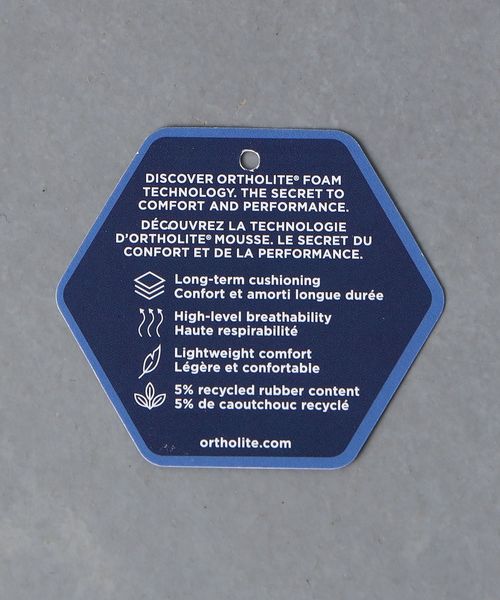 DISCOVER ORTHOLITE® FOAM
TECHNOLOGY. THE SECRET TO
COMFORT AND PERFORMANCE.
DÉCOUVREZ LA TECHNOLOGIE
D'ORTHOLITE® MOUSSE. LE SECRET DU
CONFORT ET DE LA PERFORMANCE.
Long-term cushioning
Confort et amorti longue durée
High-level breathability
Haute respirabilité
Lightweight comfort
Légère et confortable
5% recycled rubber content
5% de caoutchouc recyclé
ortholite.com